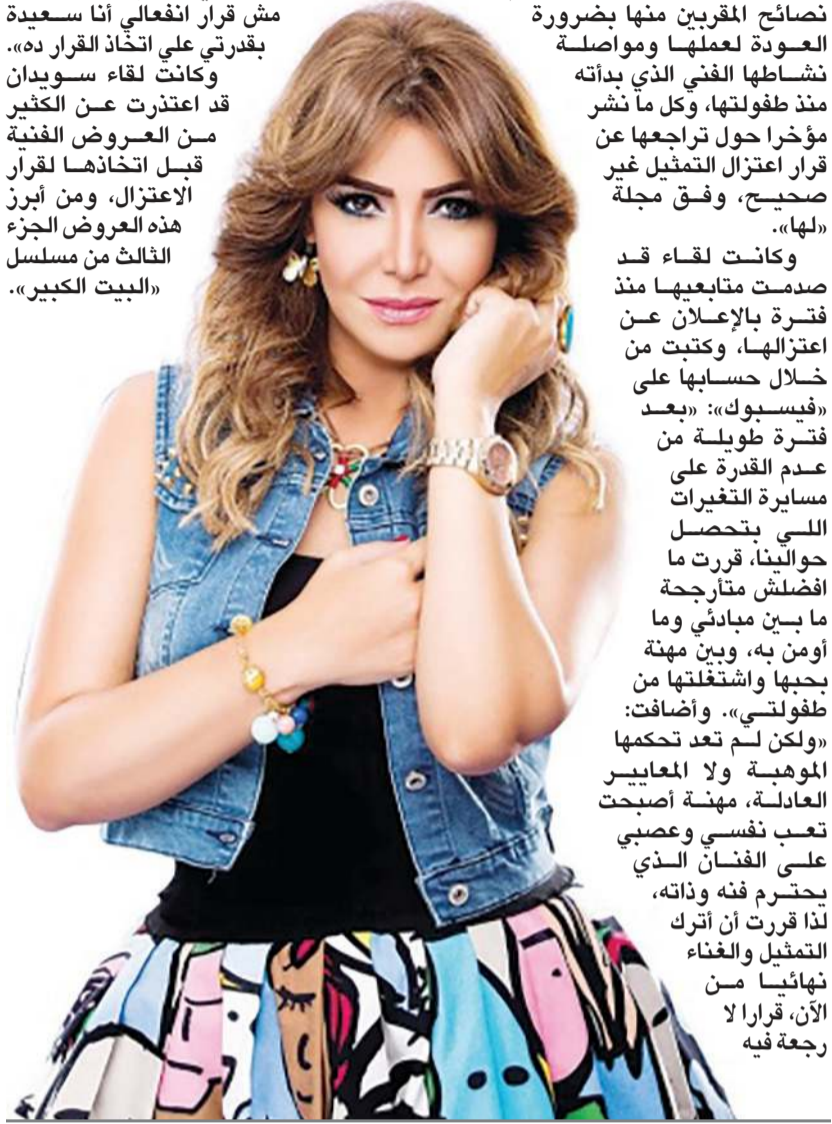 نصائح المقربين منها بضرورة
العودة لعملها ومواصلة
نشاطها الفني الذي بدأته
منذ طفولتها، وكل ما نشر
مؤخرا حول تراجعها عن
قرار اعتزال التمثيل غير
صحيح، وفق مجلة
«لها».
وكانت لقاء قد
صدمت متابعيها منذ
فترة بالإعلان عن
اعتزالها، وكتبت من
خلال حسابها على
«فيسبوك»: «بعد
فترة طويلة من
عدم القدرة على
مسايرة التغيرات
اللي بتحصل
حوالينا، قررت ما
افضلش متأرجحة
ما بين مبادئي وما
أومن به، وبين مهنة
بحبها واشتغلتها من
طفولتي». وأضافت:
«ولكن لم تعد تحكمها
الموهبة ولا المعايير
العادلة، مهنة أصبحت
تعب نفسي وعصبي
على الفنان الذي
يحترم فنه وذاته،
لذا قررت أن أترك
التمثيل والغناء
نهائيا من
الآن، قرارا لا
رجعة فيه
مش قرار انفعالي أنا سعيدة
بقدرتي علي اتخاذ القرار ده».
وكانت لقاء سويدان
قد اعتذرت عن الكثير
من العروض الفنية
قبل اتخاذها لقرار
الاعتزال، ومن أبرز
هذه العروض الجزء
الثالث من مسلسل
«البيت الكبير».